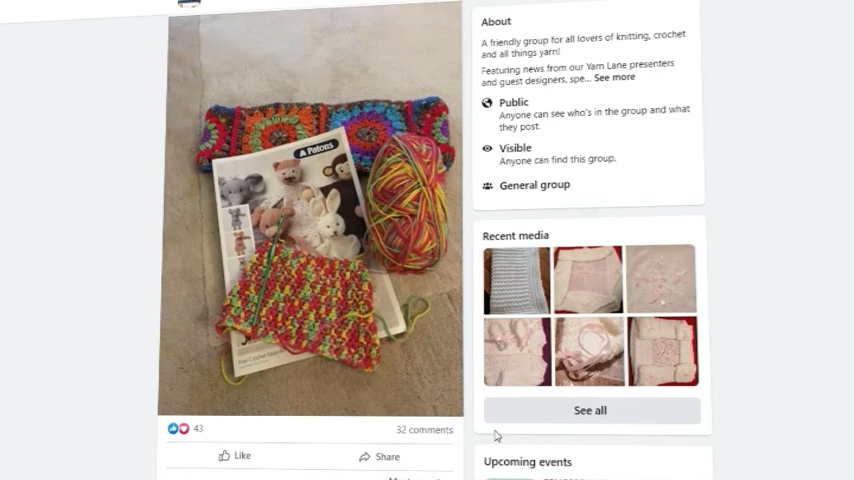 Patons
43
32 comments
Like
Share
About
A friendly group for all lovers of knitting, crochet
and all things yarn!
Featuring news from our Yarn Lane presenters
and guest designers, spe... See more
Public
Anyone can see who's in the group and what
they post.
Visible
Anyone can find this group.
General group
Recent media
See all
Upcoming events